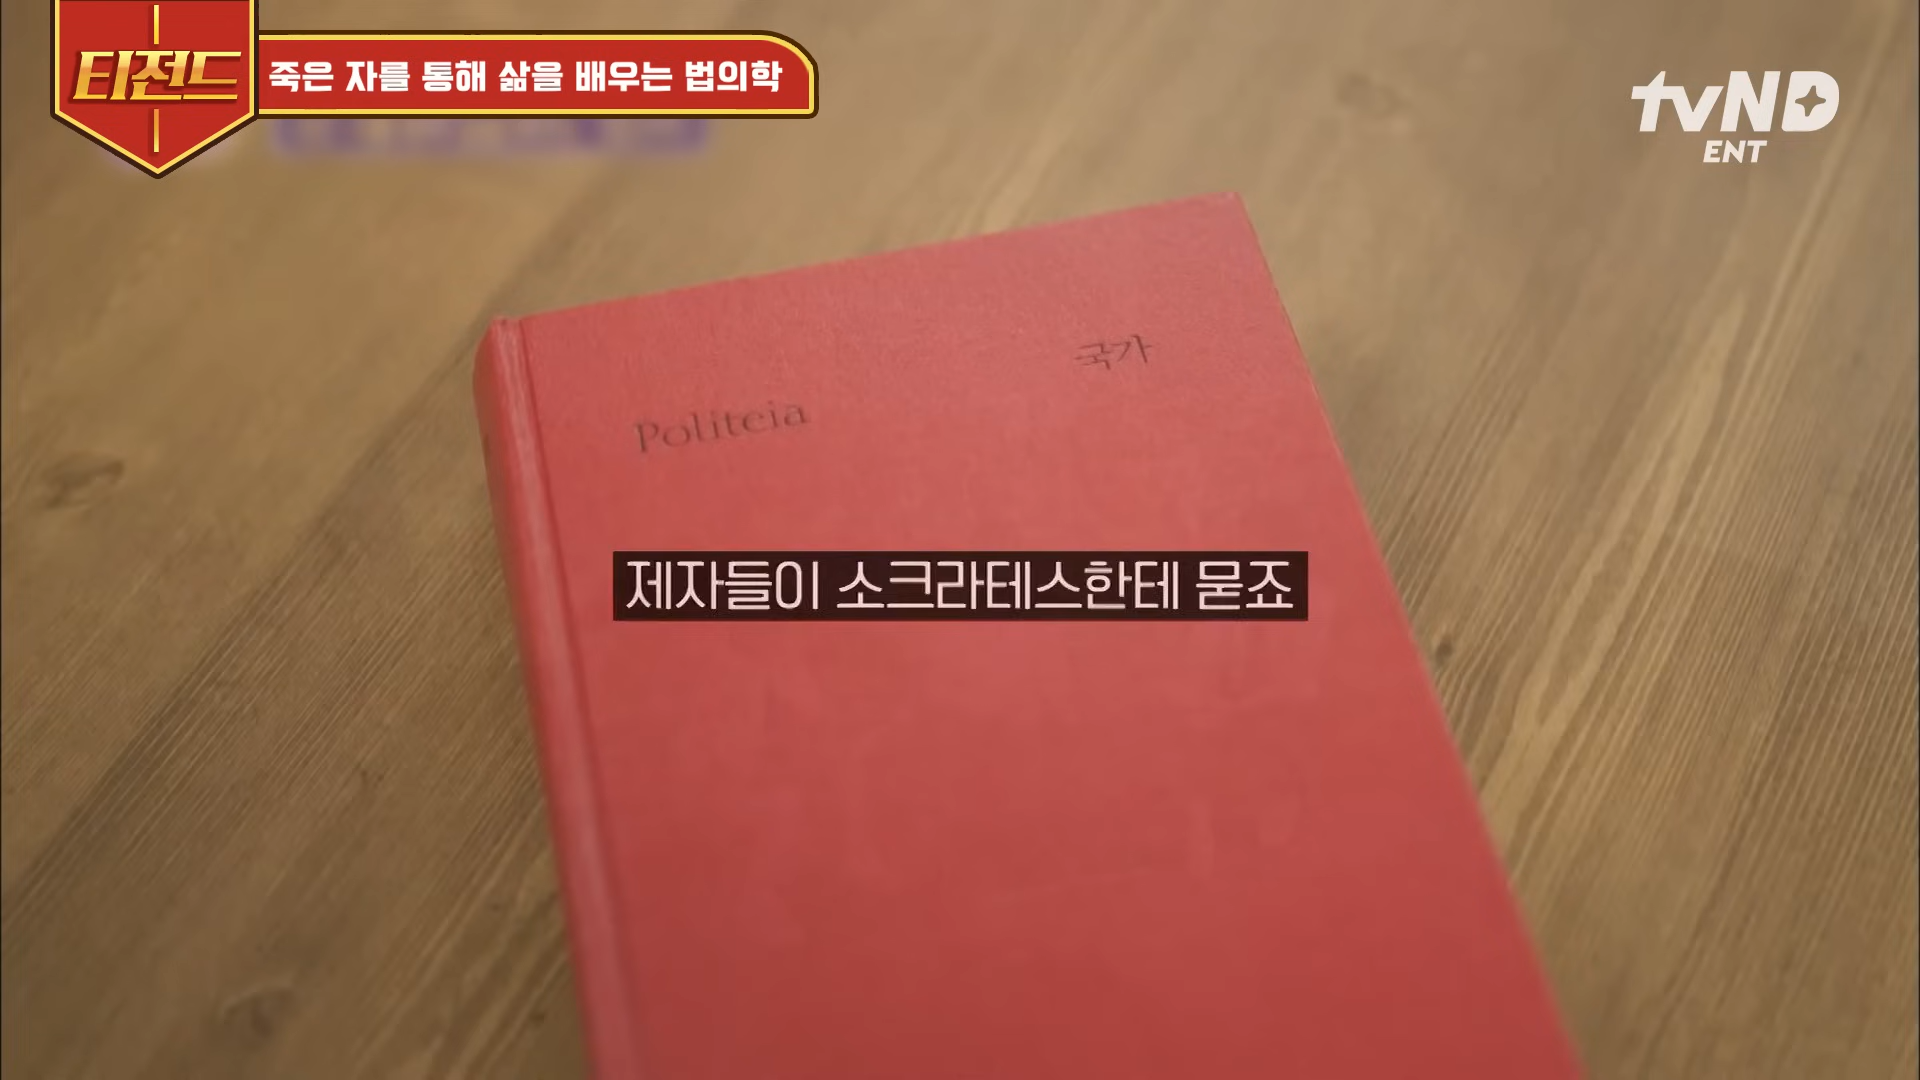 티전드
죽은 자를 통해 삶을 배우는 법의학
tvND
ENT
국가
Politeia
제자들이 소크라테스한테 묻죠